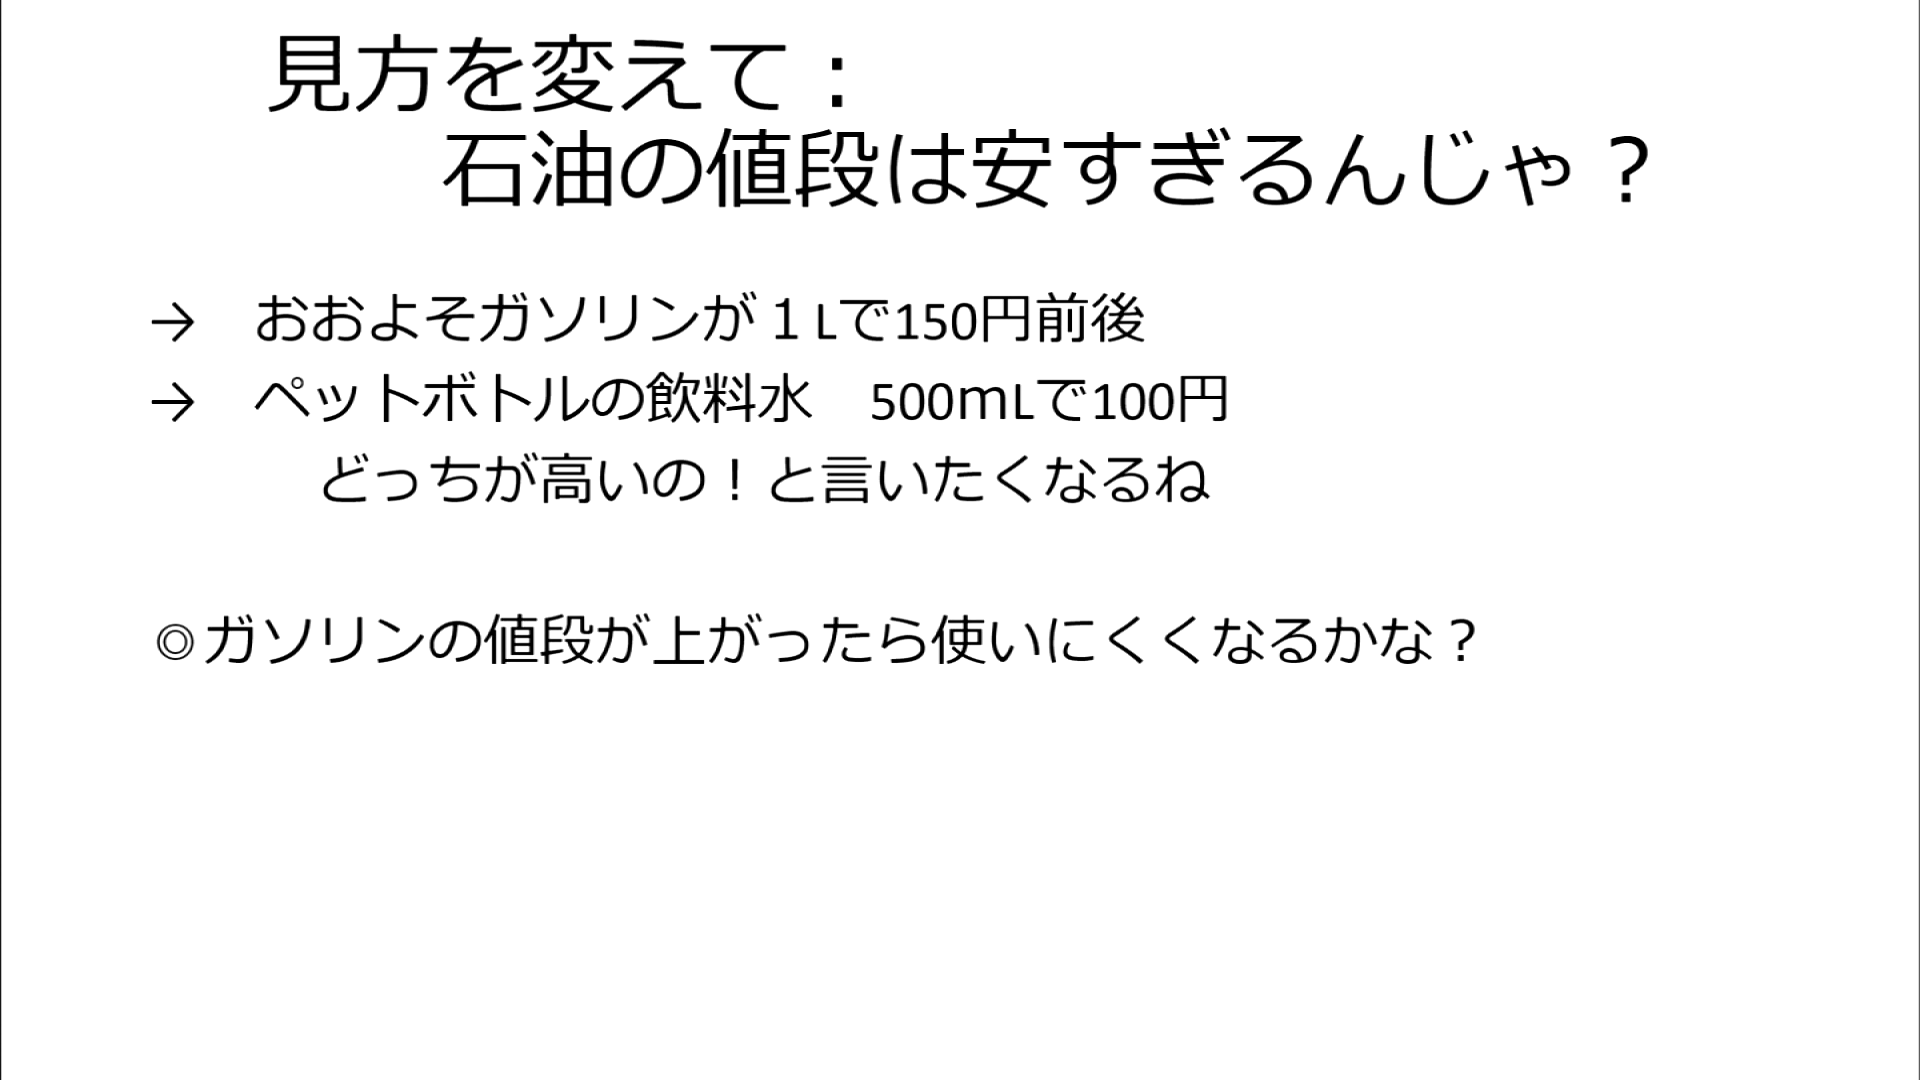 見方を変えて：
石油の値段は安すぎるんじゃ？
→　おおよそガソリンが１Lで150円前後
→　ペットボトルの飲料水　500mLで100円
どっちが高いの！と言いたくなるね
◎ガソリンの値段が上がったら使いにくくなるかな？